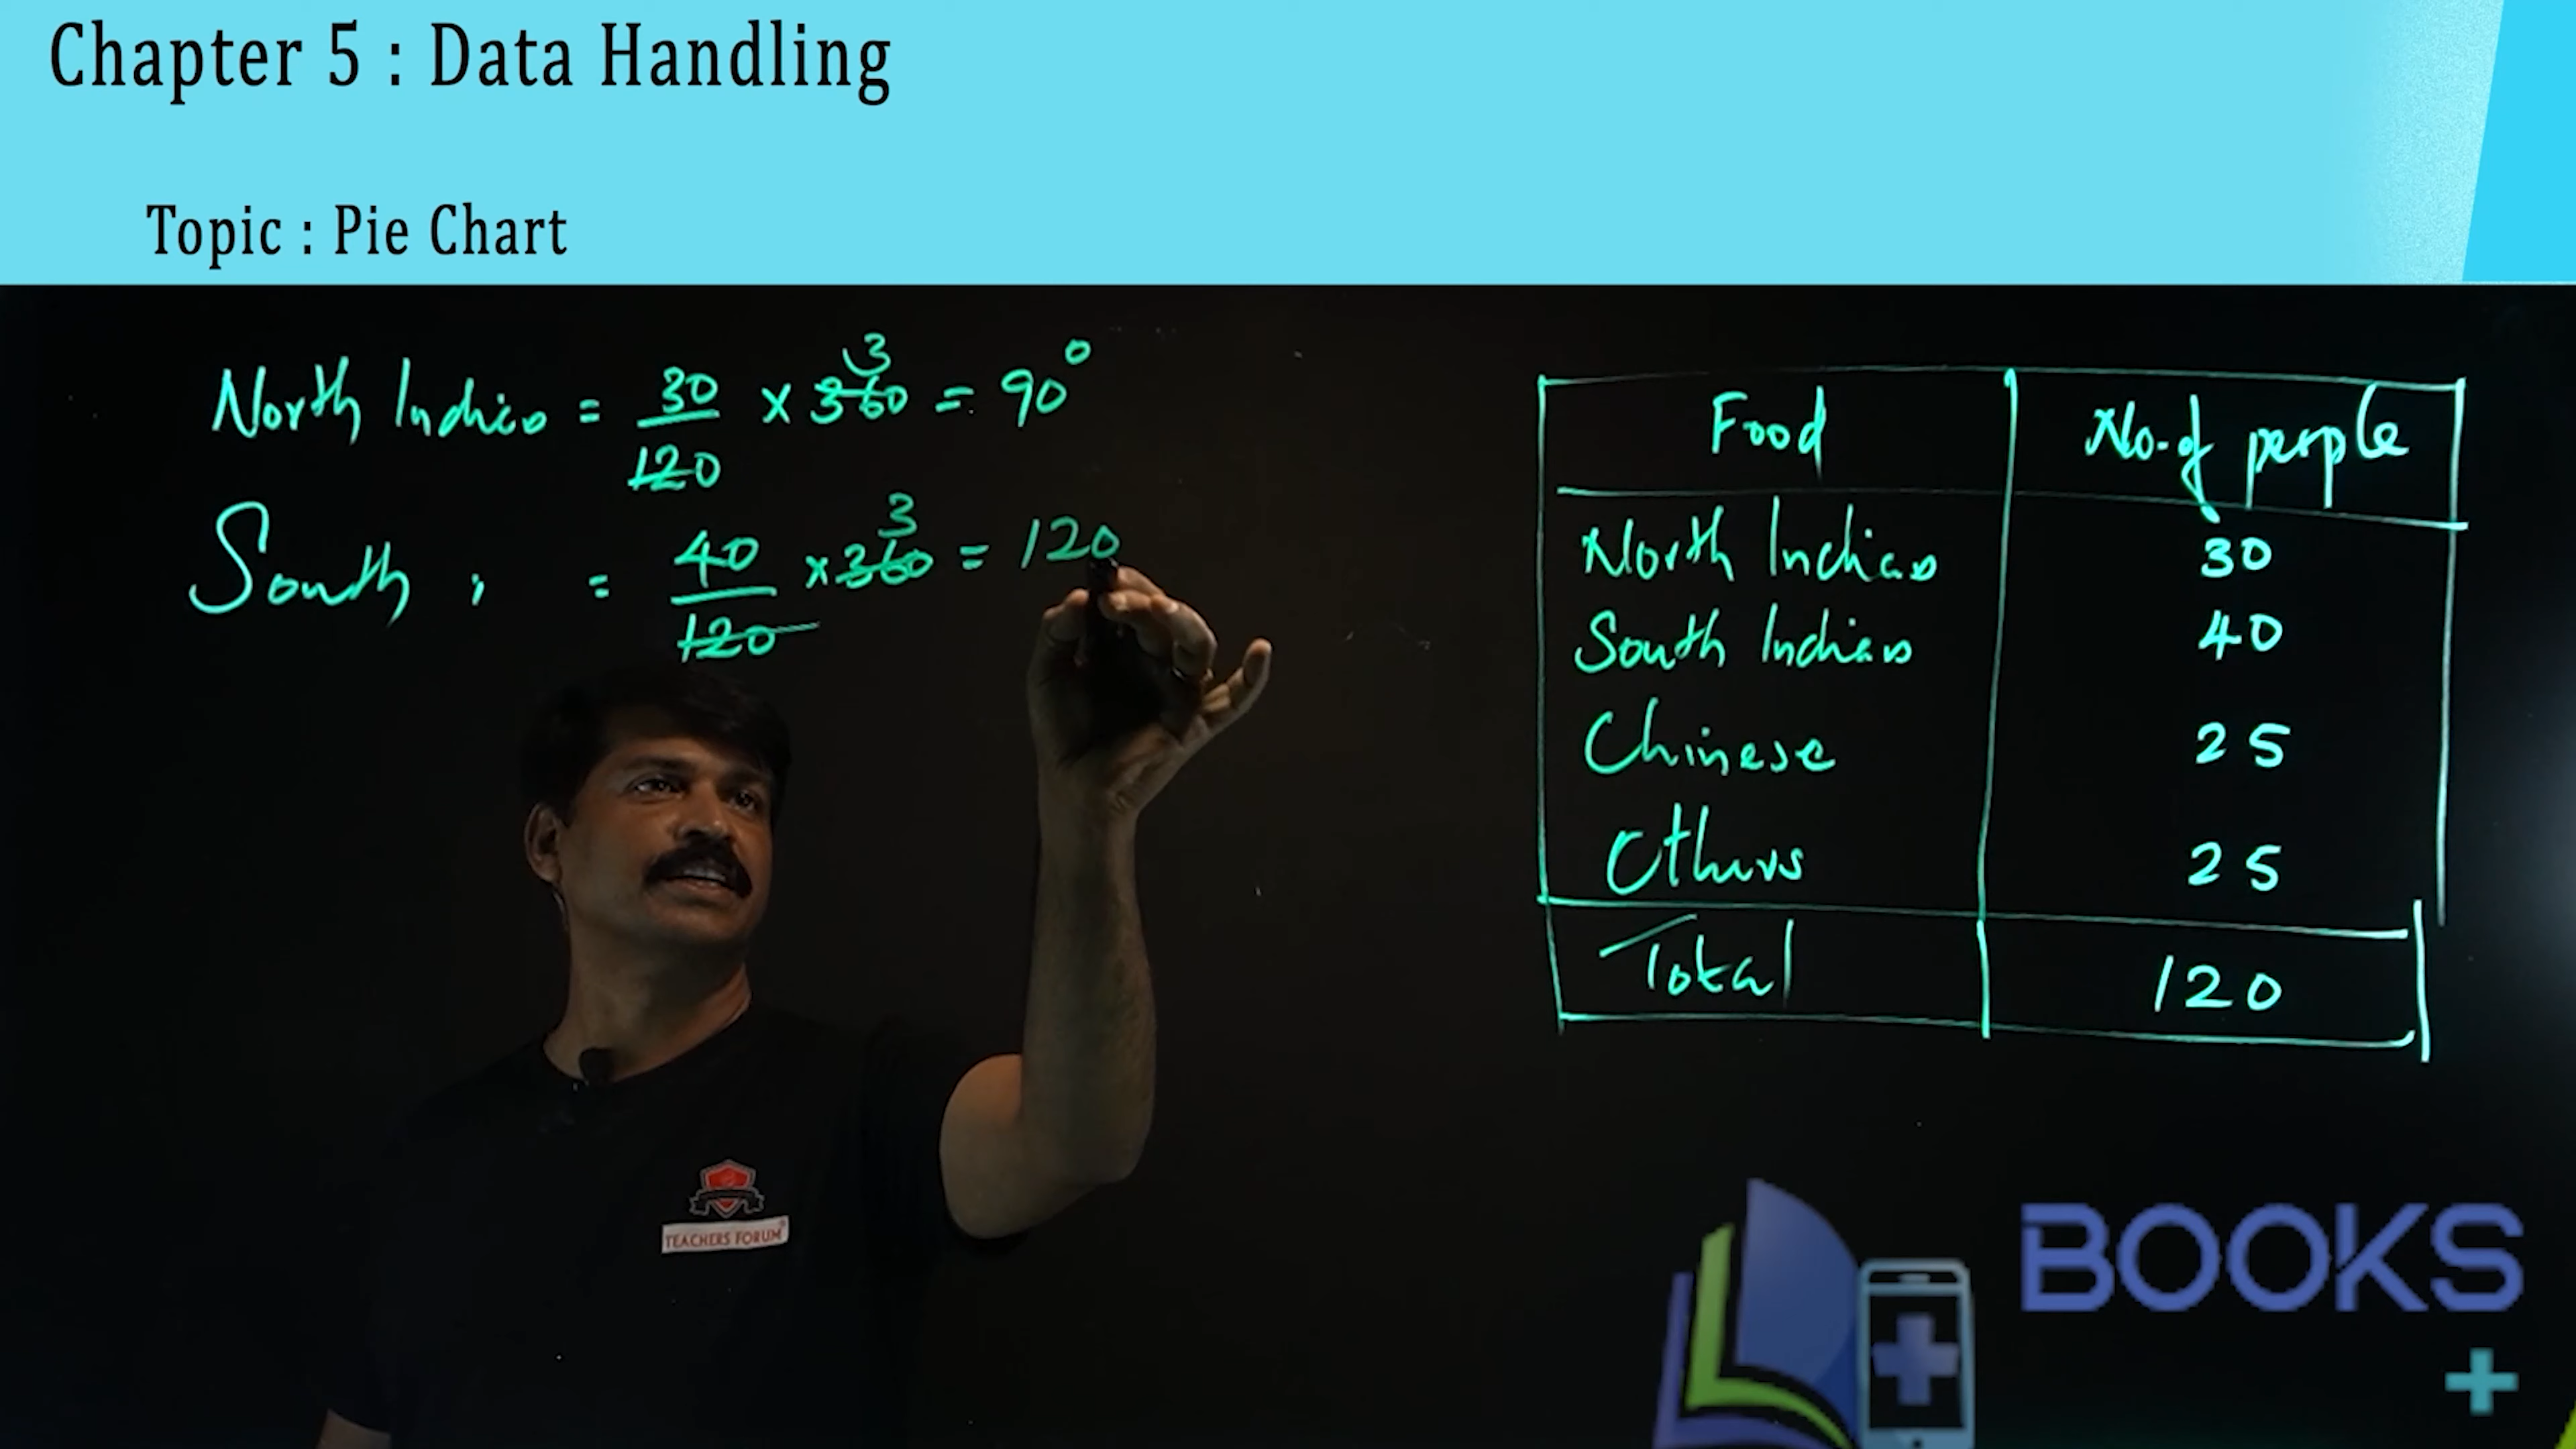 Chapter 5 : Data Handling
Topic : Pie Chart
North Indian = 30/120 × 360 3 = 90°
South " = 40/120 × 360 3 = 120
Food No. of people
North Indian 30
South Indian 40
Chinese 25
Others 25
Total 120
TEACHERS FORUM
BOOKS
+